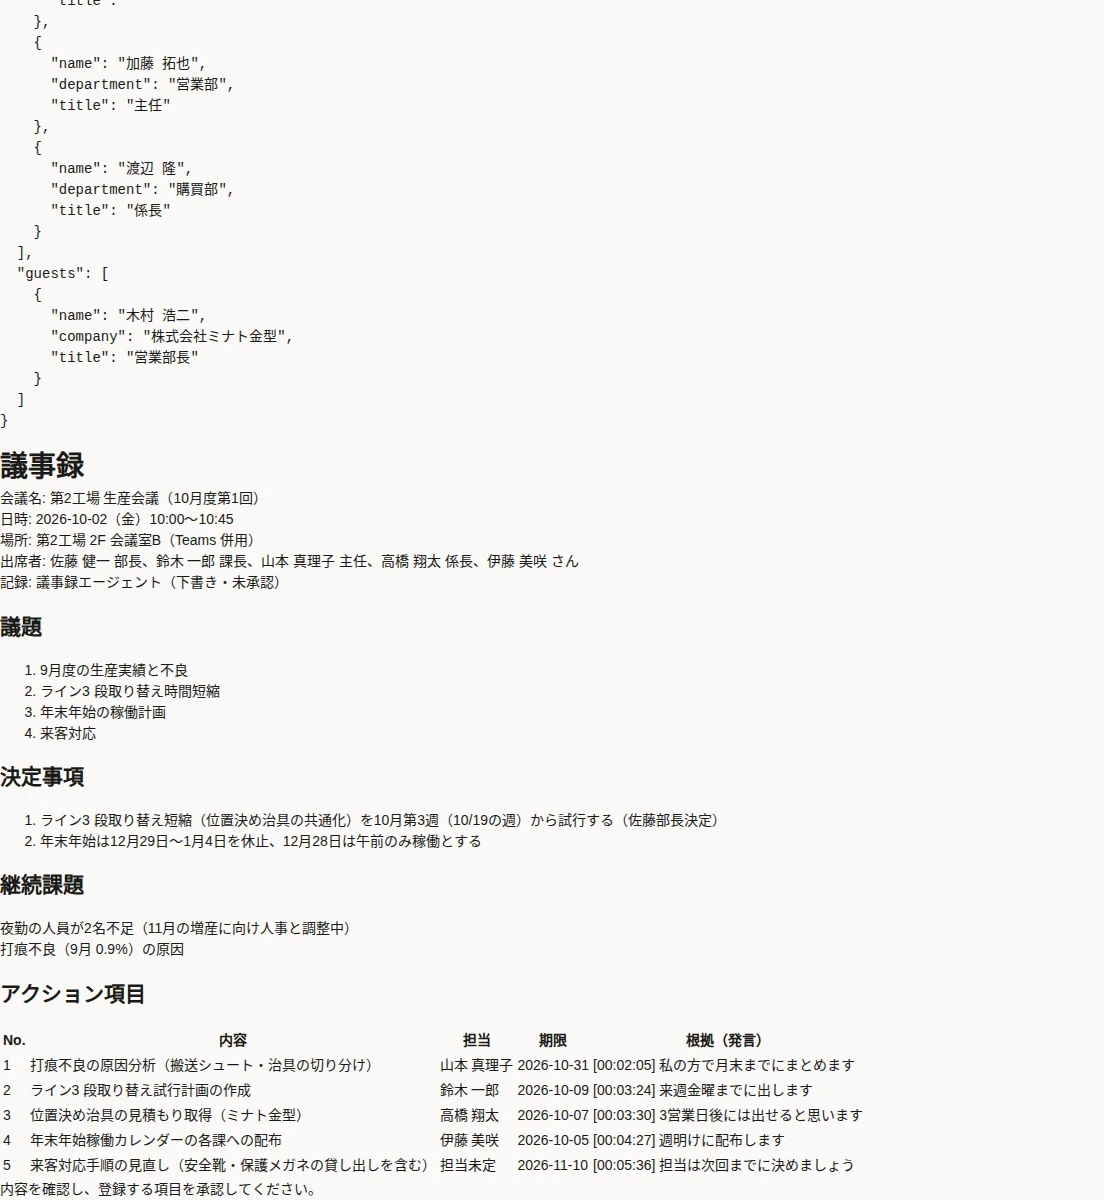 "title":
},
{
"name": "加藤 拓也",
"department": "営業部",
"title": "主任"
},
{
"name": "渡辺 隆",
"department": "購買部",
"title": "係長"
}
],
"guests": [
{
"name": "木村 浩二",
"company": "株式会社ミナト金型",
"title": "営業部長"
}
]
}
議事録
会議名: 第2工場 生産会議（10月度第1回）
日時: 2026-10-02（金）10:00〜10:45
場所: 第2工場 2F 会議室B（Teams 併用）
出席者: 佐藤 健一 部長、鈴木 一郎 課長、山本 真理子 主任、高橋 翔太 係長、伊藤 美咲 さん
記録: 議事録エージェント（下書き・未承認）
議題
1. 9月度の生産実績と不良
2. ライン3 段取り替え時間短縮
3. 年末年始の稼働計画
4. 来客対応
決定事項
1. ライン3 段取り替え短縮（位置決め治具の共通化）を10月第3週（10/19の週）から試行する（佐藤部長決定）
2. 年末年始は12月29日〜1月4日を休止、12月28日は午前のみ稼働とする
継続課題
夜勤の人員が2名不足（11月の増産に向け人事と調整中）
打痕不良（9月 0.9%）の原因
アクション項目
No. 内容 担当 期限 根拠（発言）
1 打痕不良の原因分析（搬送シュート・治具の切り分け） 山本 真理子 2026-10-31 [00:02:05] 私の方で月末までにまとめます
2 ライン3 段取り替え試行計画の作成 鈴木 一郎 2026-10-09 [00:03:24] 来週金曜までに出します
3 位置決め治具の見積もり取得（ミナト金型） 高橋 翔太 2026-10-07 [00:03:30] 3営業日後には出せると思います
4 年末年始稼働カレンダーの各課への配布 伊藤 美咲 2026-10-05 [00:04:27] 週明けに配布します
5 来客対応手順の見直し（安全靴・保護メガネの貸し出しを含む） 担当未定 2026-11-10 [00:05:36] 担当は次回までに決めましょう
内容を確認し、登録する項目を承認してください。